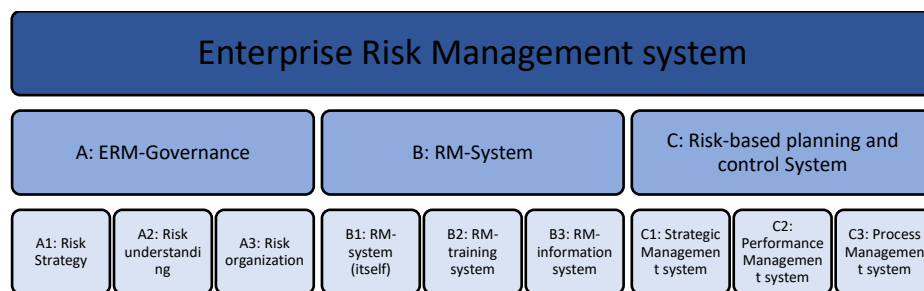 Enterprise Risk Management system
A: ERM-Governance
B: RM-System
C: Risk-based planning and
control System
A1: Risk
Strategy
A2: Risk
understandi
ng
A3: Risk
organization
B1: RM-
system
(itself)
B2: RM-
training
system
B3: RM-
information
system
C1: Strategic
Managemen
t system
C2:
Performance
Managemen
t system
C3: Process
Managemen
t system